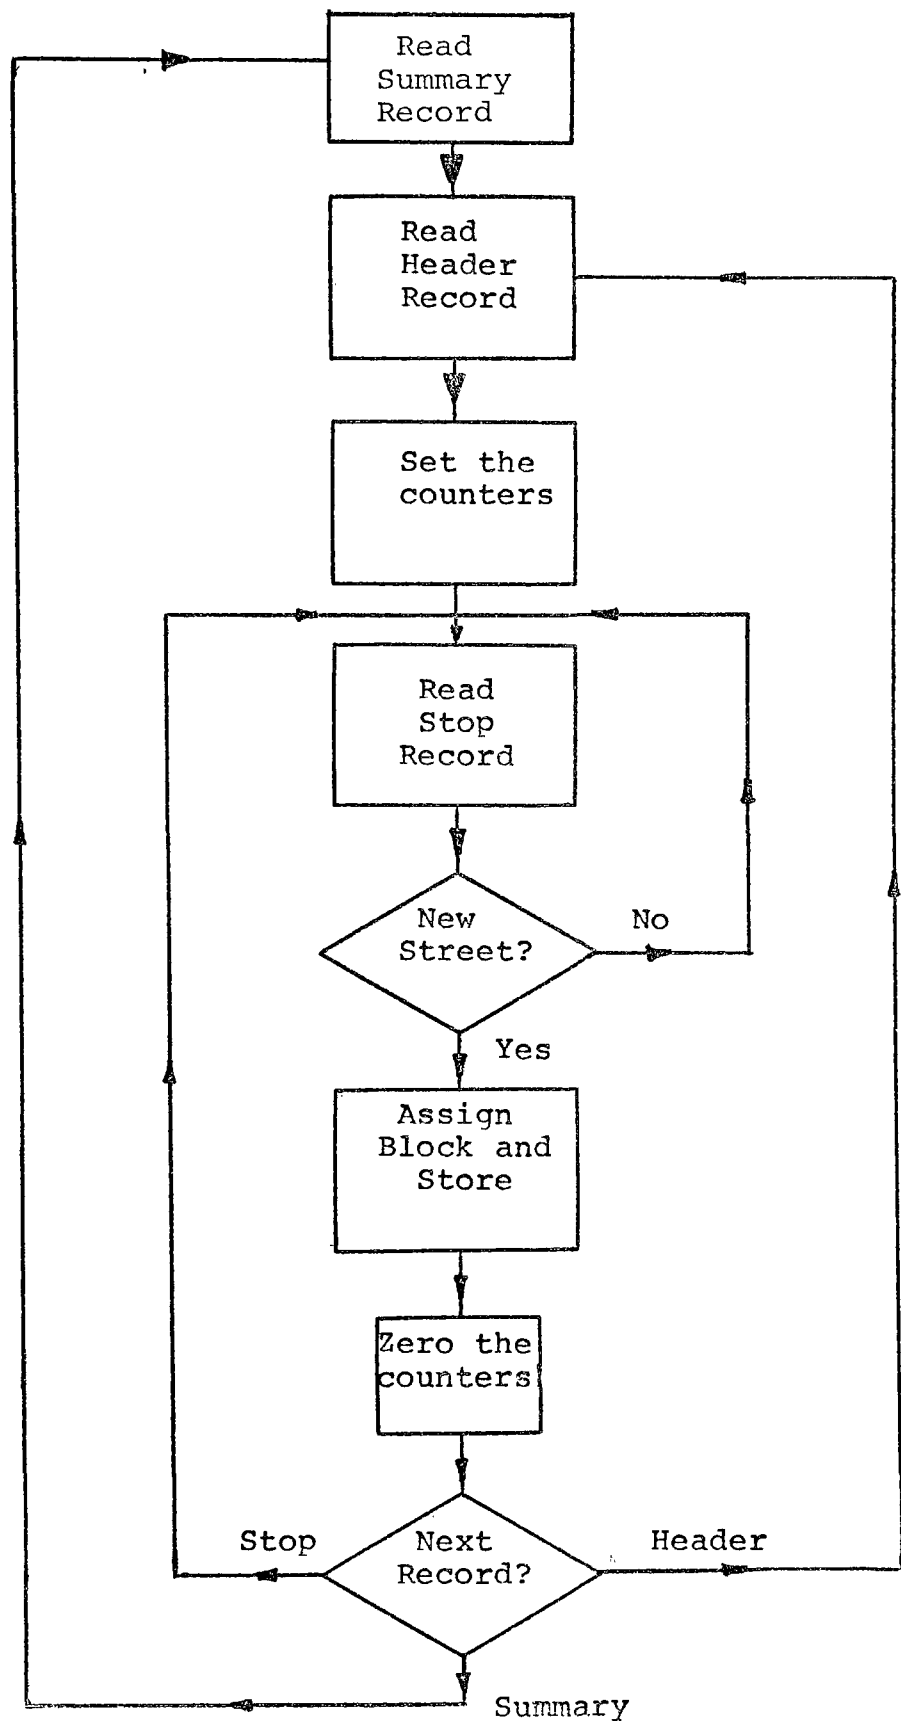 Read
Summary
Record
Read
Header
Record
Set the
counters
Read
Stop
Record
New
Street?
No
Yes
Assign
Block and
Store
Zero the
counters
Stop
Next
Record?
Header
Summary